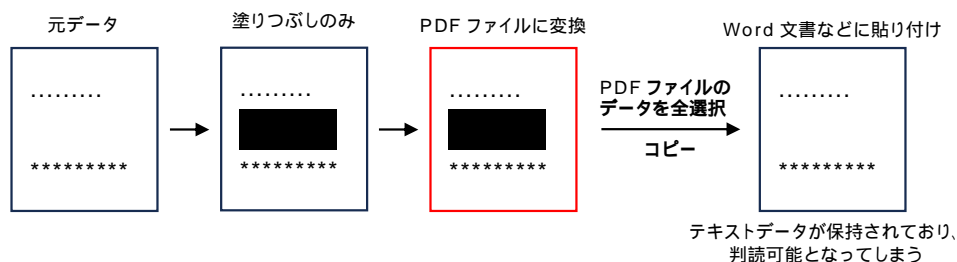 元データ
塗りつぶしのみ
PDF ファイルに変換
Word 文書などに貼り付け
.........
*********
.........
*********
.........
*********
PDF ファイルの
データを全選択
コピー
.........
*********
テキストデータが保持されており、
判読可能となってしまう